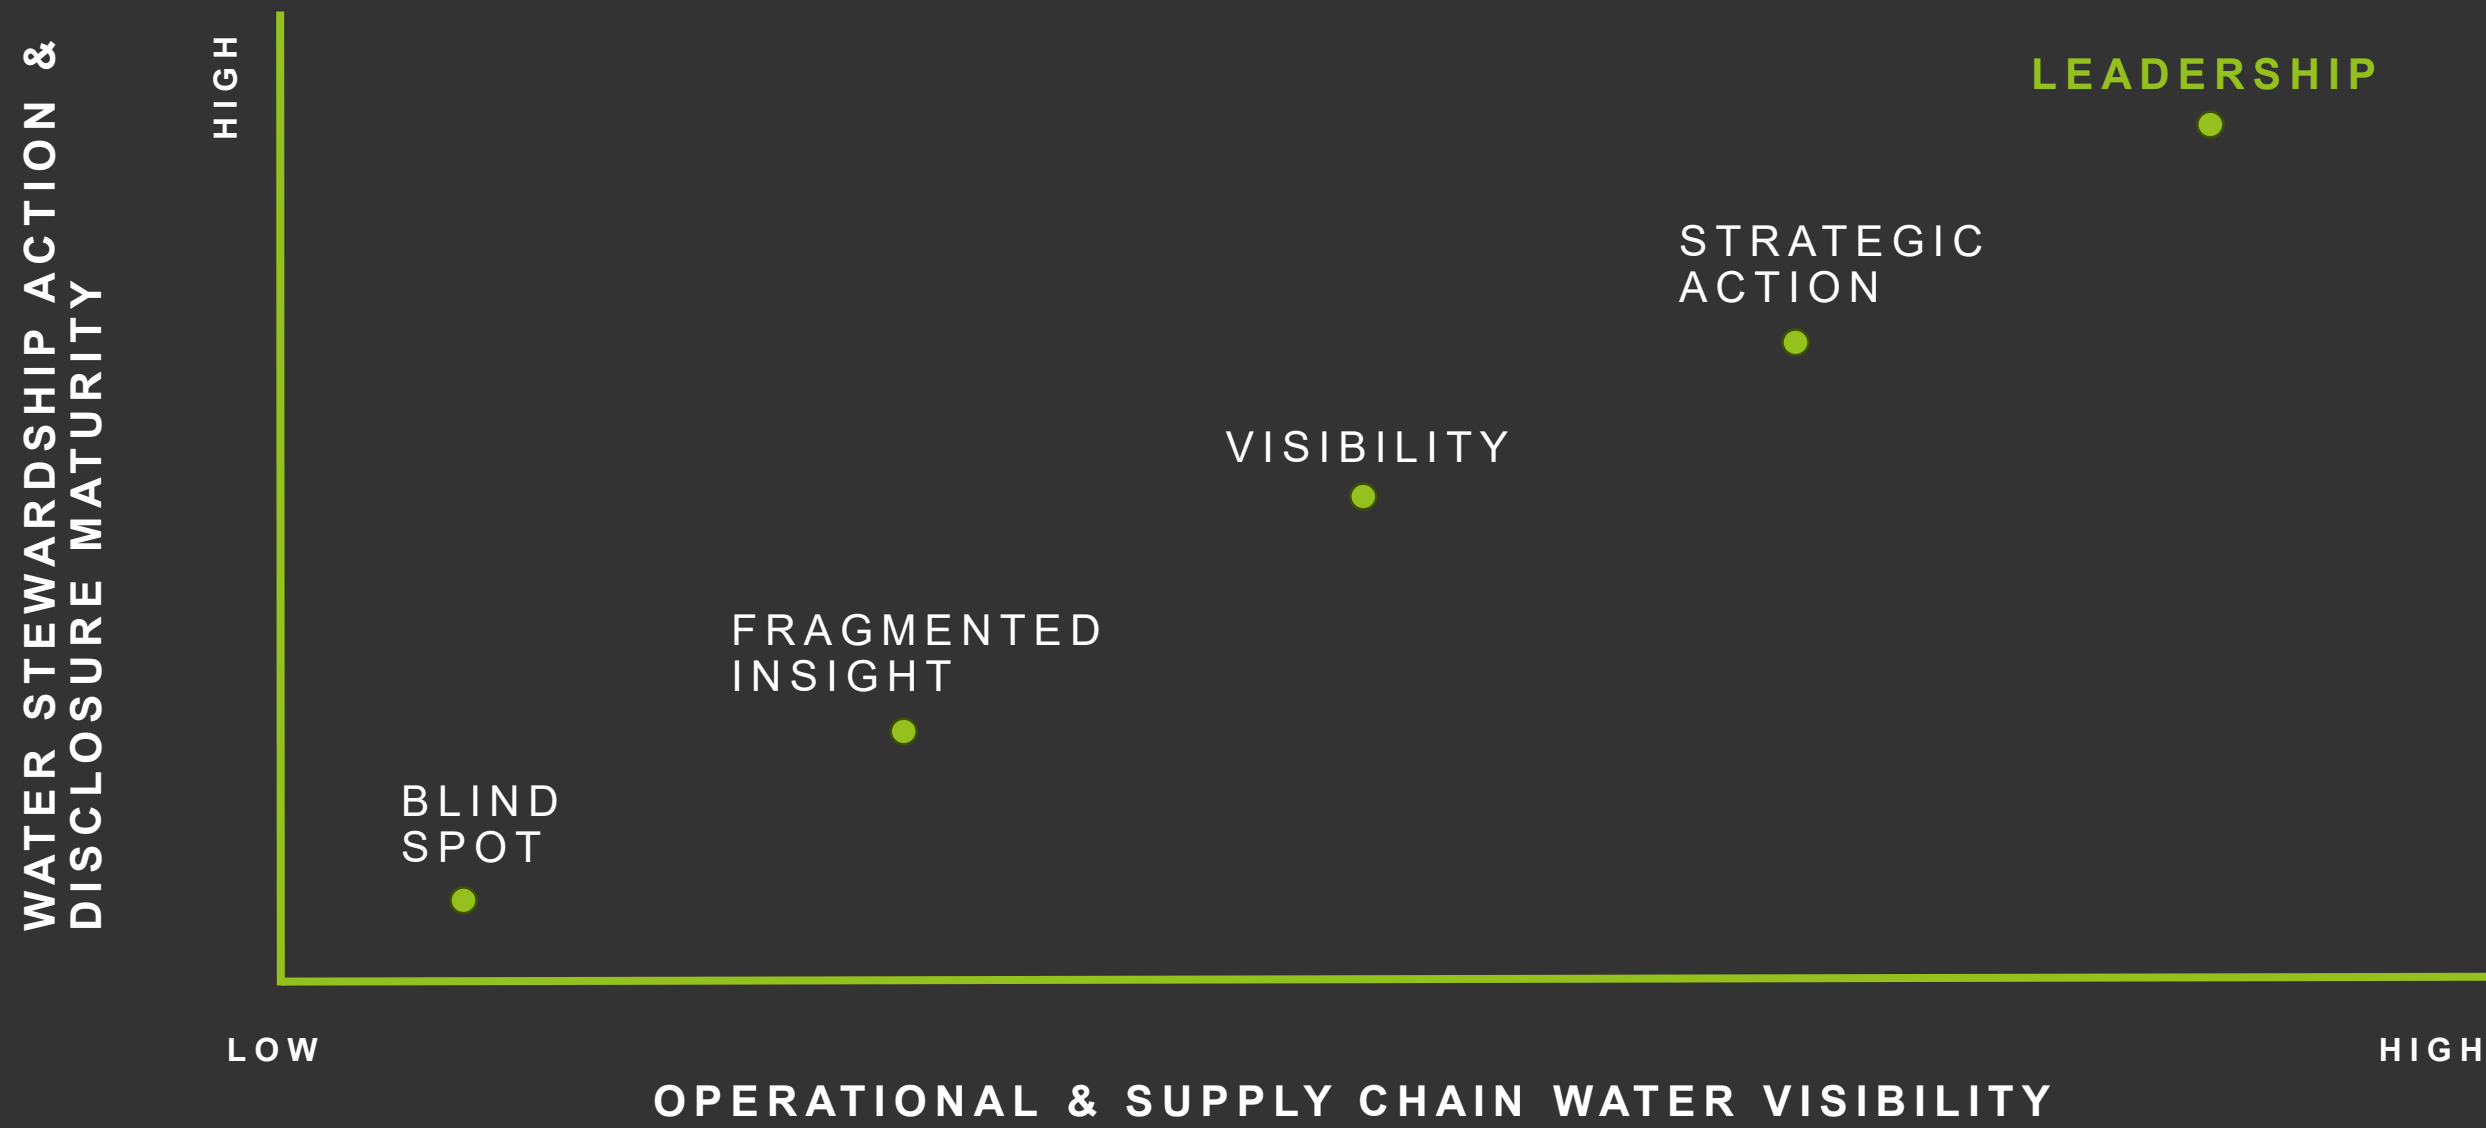 WATER STEWARDSHIP ACTION &
DISCLOSURE MATURITY
HIGH
LEADERSHIP
STRATEGIC
ACTION
VISIBILITY
FRAGMENTED
INSIGHT
BLIND
SPOT
LOW
HIGH
OPERATIONAL & SUPPLY CHAIN WATER VISIBILITY